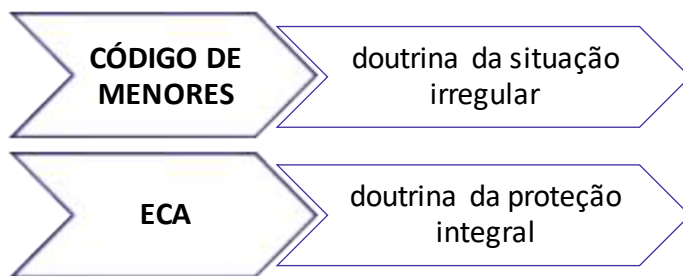 CÓDIGO DE
MENORES
doutrina da situação
irregular
ECA
doutrina da proteção
integral